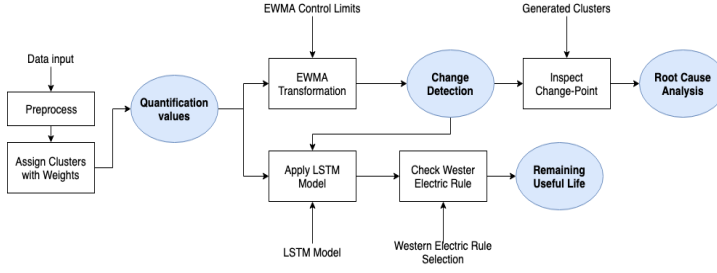 EWMA Control Limits
Generated Clusters
Data input
Preprocess
Assign Clusters
with Weights
Quantification
values
EWMA
Transformation
Change
Detection
Inspect
Change-Point
Root Cause
Analysis
Apply LSTM
Model
Check Wester
Electric Rule
Remaining
Useful Life
LSTM Model
Western Electric Rule
Selection